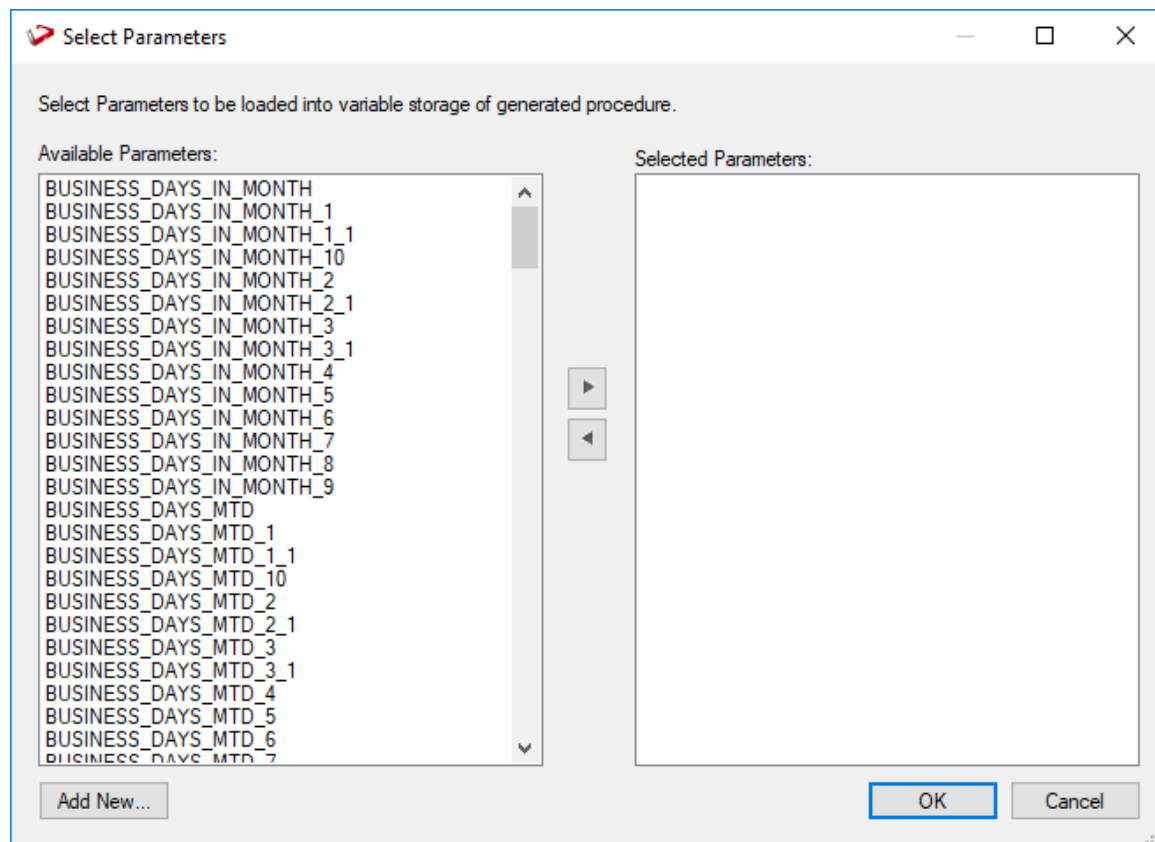 Select Parameters
Select Parameters to be loaded into variable storage of generated procedure.
Available Parameters:
BUSINESS_DAYS_IN_MONTH
BUSINESS_DAYS_IN_MONTH_1
BUSINESS_DAYS_IN_MONTH_1_1
BUSINESS_DAYS_IN_MONTH_10
BUSINESS_DAYS_IN_MONTH_2
BUSINESS_DAYS_IN_MONTH_2_1
BUSINESS_DAYS_IN_MONTH_3
BUSINESS_DAYS_IN_MONTH_3_1
BUSINESS_DAYS_IN_MONTH_4
BUSINESS_DAYS_IN_MONTH_5
BUSINESS_DAYS_IN_MONTH_6
BUSINESS_DAYS_IN_MONTH_7
BUSINESS_DAYS_IN_MONTH_8
BUSINESS_DAYS_IN_MONTH_9
BUSINESS_DAYS_MTD
BUSINESS_DAYS_MTD_1
BUSINESS_DAYS_MTD_1_1
BUSINESS_DAYS_MTD_10
BUSINESS_DAYS_MTD_2
BUSINESS_DAYS_MTD_2_1
BUSINESS_DAYS_MTD_3
BUSINESS_DAYS_MTD_3_1
BUSINESS_DAYS_MTD_4
BUSINESS_DAYS_MTD_5
BUSINESS_DAYS_MTD_6
BUSINESS_DAYS_MTD_7
Selected Parameters:
Add New...
OK
Cancel